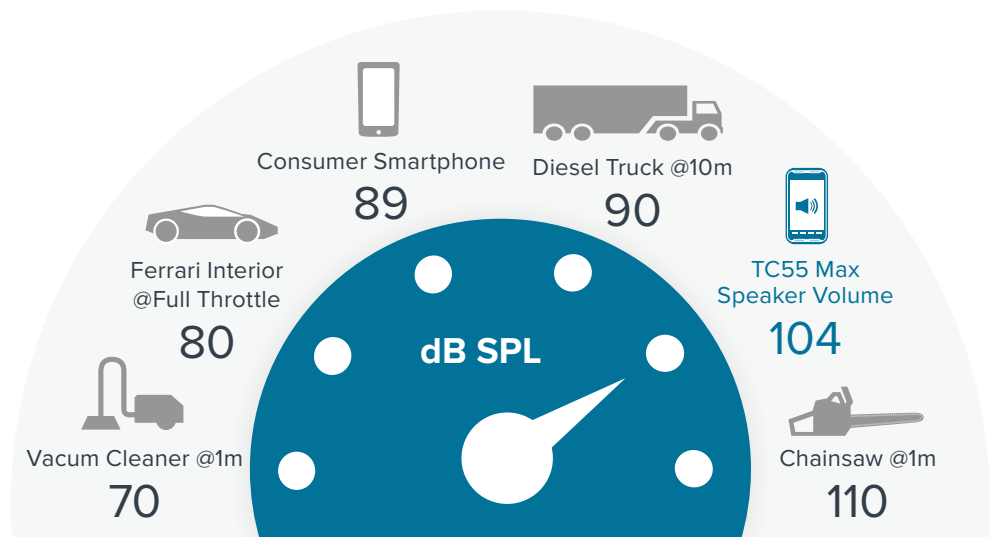 Consumer Smartphone
89
Diesel Truck @10m
90
Ferrari Interior
@Full Throttle
80
TC55 Max
Speaker Volume
104
dB SPL
Vacum Cleaner @1m
70
Chainsaw @1m
110